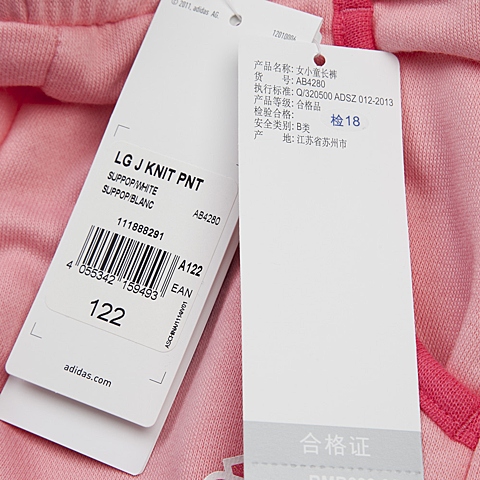 © 2011, adidas AG.
LG J KNIT PNT
SUPPOP/WHITE
SUPPOP/BLANC
AB4280
111888291
A122
4 055342 159493 EAN
122
adidas.com
产品名称: 女小童长裤
货 号: AB4280
执行标准: Q/320500 ADSZ 012-2013
产品等级: 合格品
检验合格: 检18
安全类别: B类
产 地: 江苏省苏州市
合格证